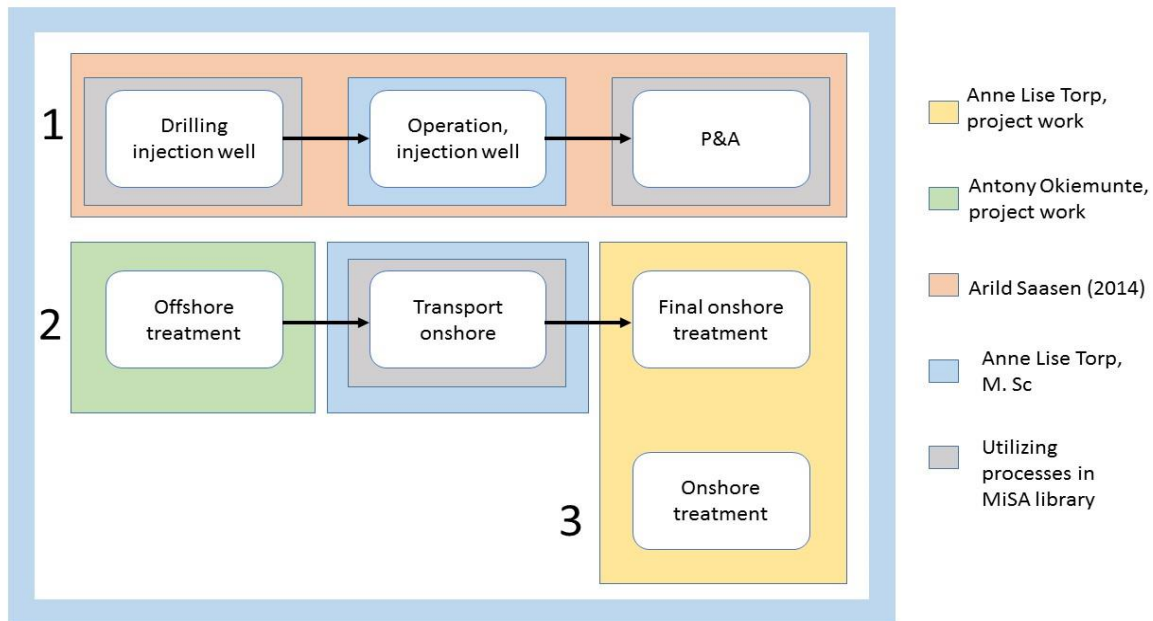 1
Drilling
injection well
Operation,
injection well
P&A
2
Offshore
treatment
Transport
onshore
Final onshore
treatment
3
Onshore
treatment
Anne Lise Torp,
project work
Antony Okiemunte,
project work
Arild Saasen (2014)
Anne Lise Torp,
M. Sc
Utilizing
processes in
MiSA library